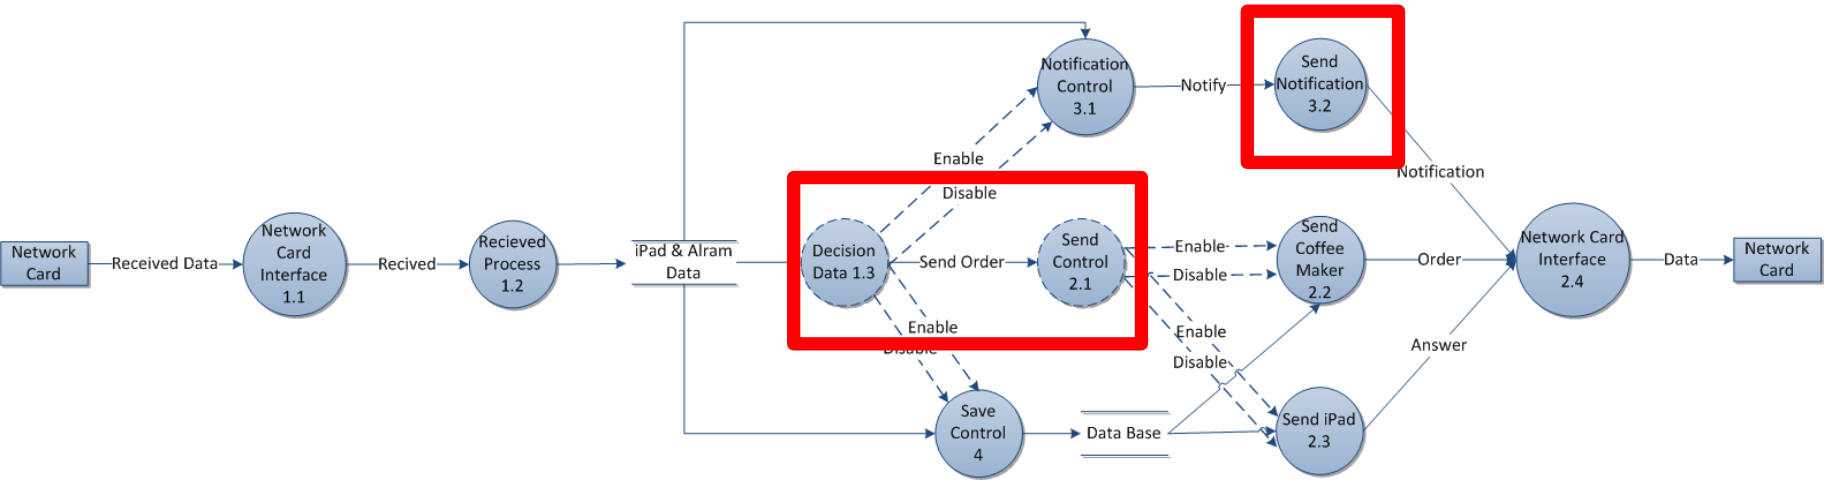 Notification
Control
3.1
Notify
Send
Notification
3.2
Enable
Disable
Notification
Network
Card
Received Data
Network
Card
Interface
1.1
Recived
Recieved
Process
1.2
iPad & Alram
Data
Decision
Data 1.3
Send Order
Send
Control
2.1
Enable
Disable
Send
Coffee
Maker
2.2
Order
Network Card
Interface
2.4
Data
Network
Card
Enable
Disable
Enable
Disable
Answer
Save
Control
4
Data Base
Send iPad
2.3